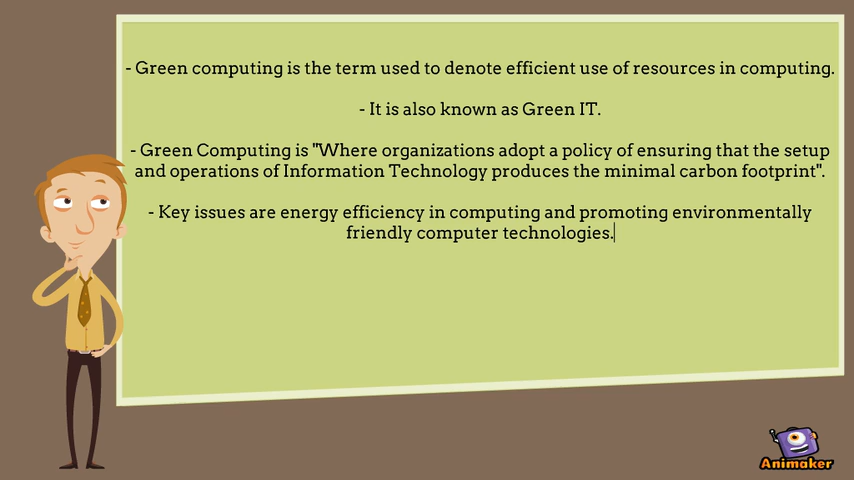 - Green computing is the term used to denote efficient use of resources in computing.
- It is also known as Green IT.
- Green Computing is "Where organizations adopt a policy of ensuring that the setup
and operations of Information Technology produces the minimal carbon footprint".
- Key issues are energy efficiency in computing and promoting environmentally
friendly computer technologies.
Animaker